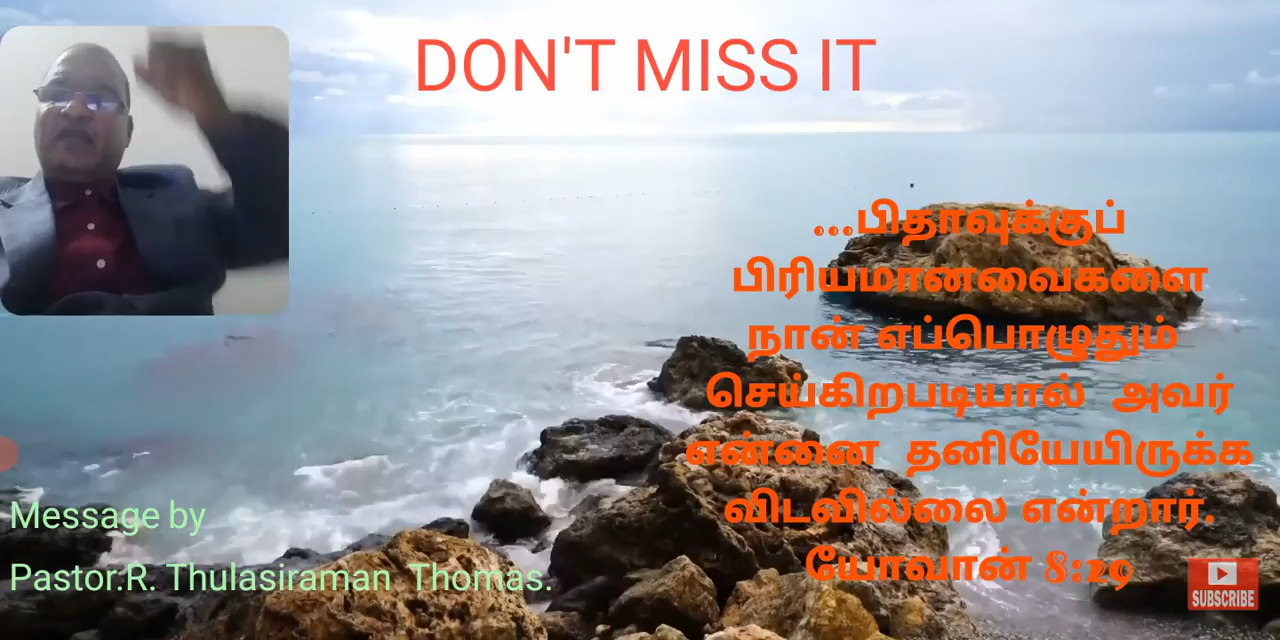 DON'T MISS IT
...பிதாவுக்குப்
பிரியமானவைகளை
நான் எப்பொழுதும்
செய்கிறபடியால் அவர்
என்னை தனியேயிருக்க
விடவில்லை என்றார்.
யோவான் 8:29
Message by
Pastor.R. Thulasiraman Thomas.
SUBSCRIBE